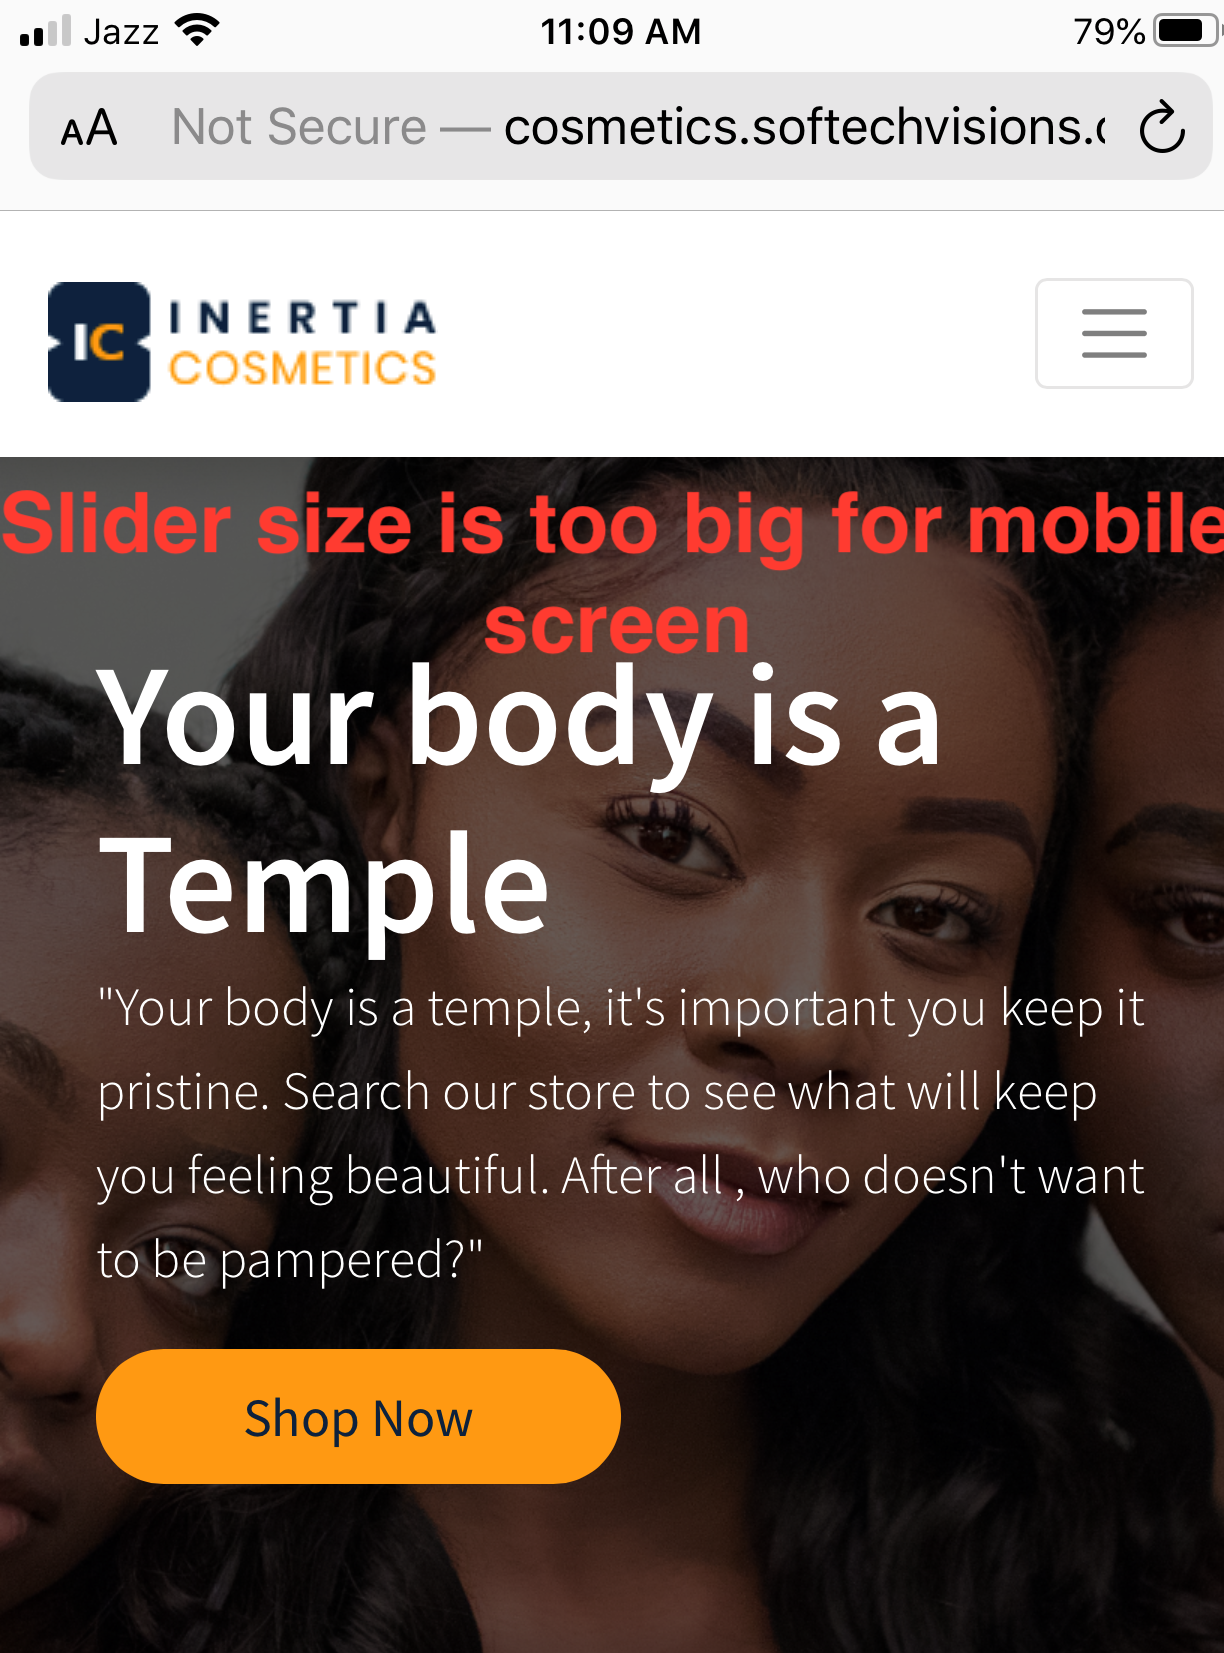 Jazz 11:09 AM 79%
AA Not Secure — cosmetics.softechvisions.
IC INERTIA
COSMETICS
Slider size is too big for mobile
screen
Your body is a
Temple
"Your body is a temple, it's important you keep it
pristine. Search our store to see what will keep
you feeling beautiful. After all , who doesn't want
to be pampered?"
Shop Now